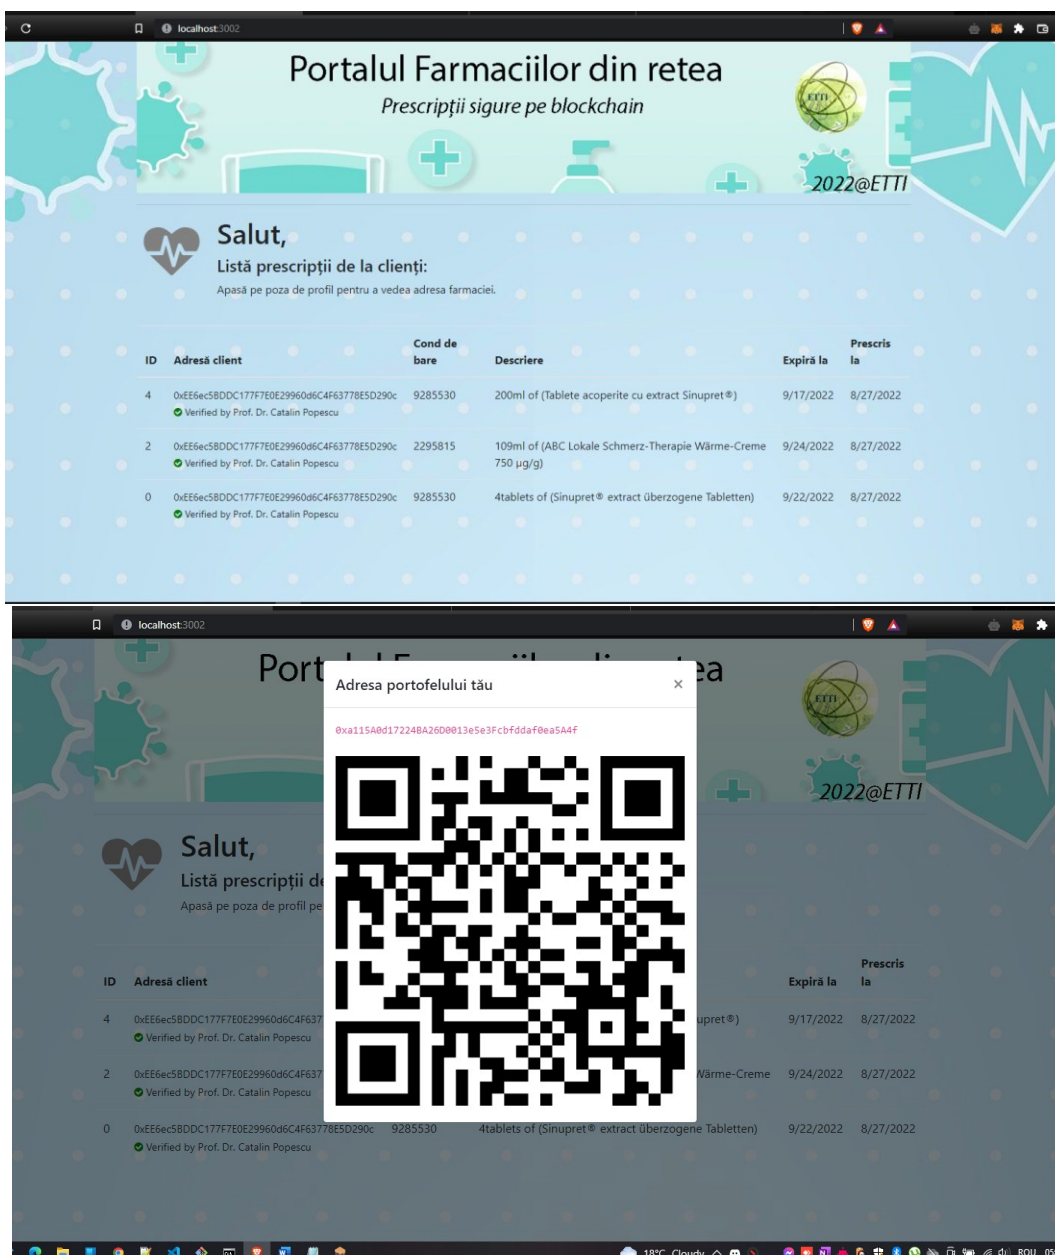 localhost:3002
Portalul Farmaciilor din retea
Prescripții sigure pe blockchain
ETTI
2022@ETTI
Salut,
Listă prescripții de la clienți:
Apasă pe poza de profil pentru a vedea adresa farmaciei.
ID Adresă client Cond de bare Descriere Expiră la Prescris la
4 0xEE6ec5BDDC177F7E0E29960d6C4F63778E5D290c 9285530 200ml of (Tablete acoperite cu extract Sinupret®) 9/17/2022 8/27/2022
Verified by Prof. Dr. Catalin Popescu
2 0xEE6ec5BDDC177F7E0E29960d6C4F63778E5D290c 2295815 109ml of (ABC Lokale Schmerz-Therapie Wärme-Creme 9/24/2022 8/27/2022
Verified by Prof. Dr. Catalin Popescu 750 µg/g)
0 0xEE6ec5BDDC177F7E0E29960d6C4F63778E5D290c 9285530 4tablets of (Sinupret® extract überzogene Tabletten) 9/22/2022 8/27/2022
Verified by Prof. Dr. Catalin Popescu
localhost:3002
Port ea
Adresa portofelului tău ×
0xa115A0d17224BA26D0013e5e3Fcbfddaf0ea5A4f
ETTI
2022@ETTI
Salut,
Listă prescripții de
Apasă pe poza de profil pe
ID Adresă client Expiră la Prescris la
4 0xEE6ec5BDDC177F7E0E29960d6C4F637 upret®) 9/17/2022 8/27/2022
Verified by Prof. Dr. Catalin Popescu
2 0xEE6ec5BDDC177F7E0E29960d6C4F637 Wärme-Creme 9/24/2022 8/27/2022
Verified by Prof. Dr. Catalin Popescu
0 0xEE6ec5BDDC177F7E0E29960d6C4F63778E5D290c 9285530 4tablets of (Sinupret® extract überzogene Tabletten) 9/22/2022 8/27/2022
Verified by Prof. Dr. Catalin Popescu
18°C Cloudy ROU